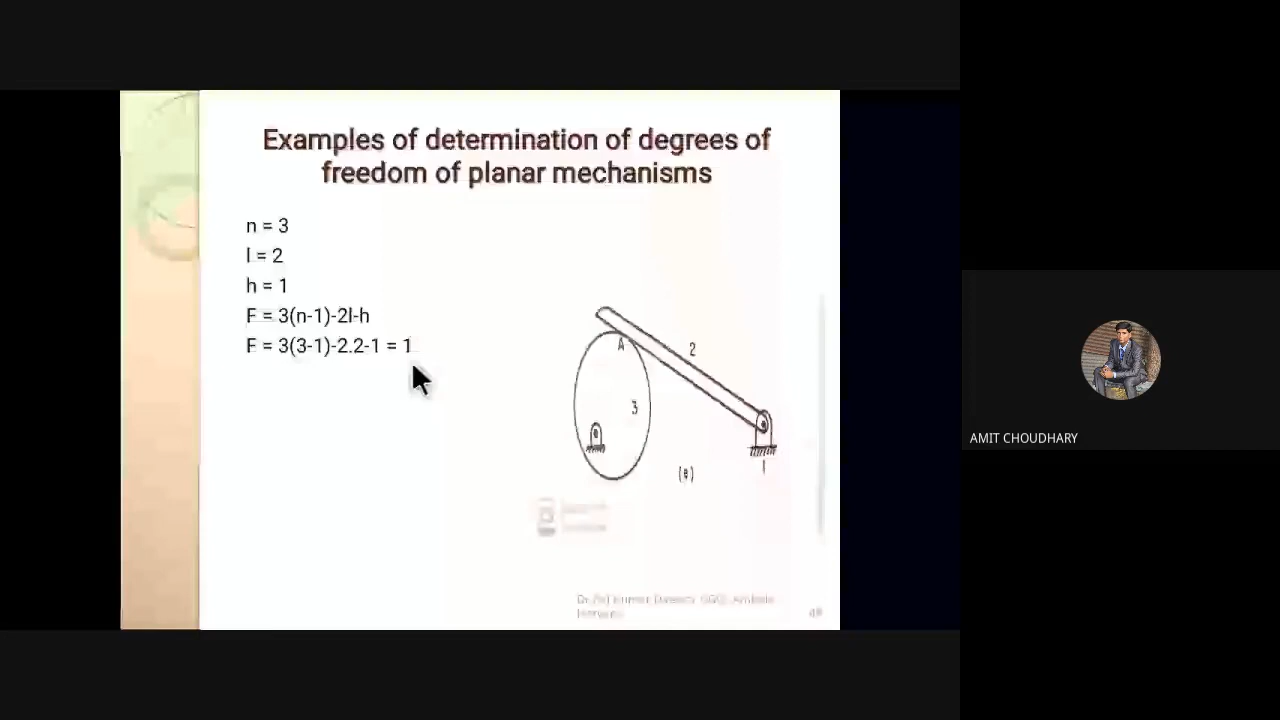 Examples of determination of degrees of
freedom of planar mechanisms
n = 3
l = 2
h = 1
F = 3(n-1)-2l-h
F = 3(3-1)-2.2-1 = 1
A
2
3
1
AMIT CHOUDHARY